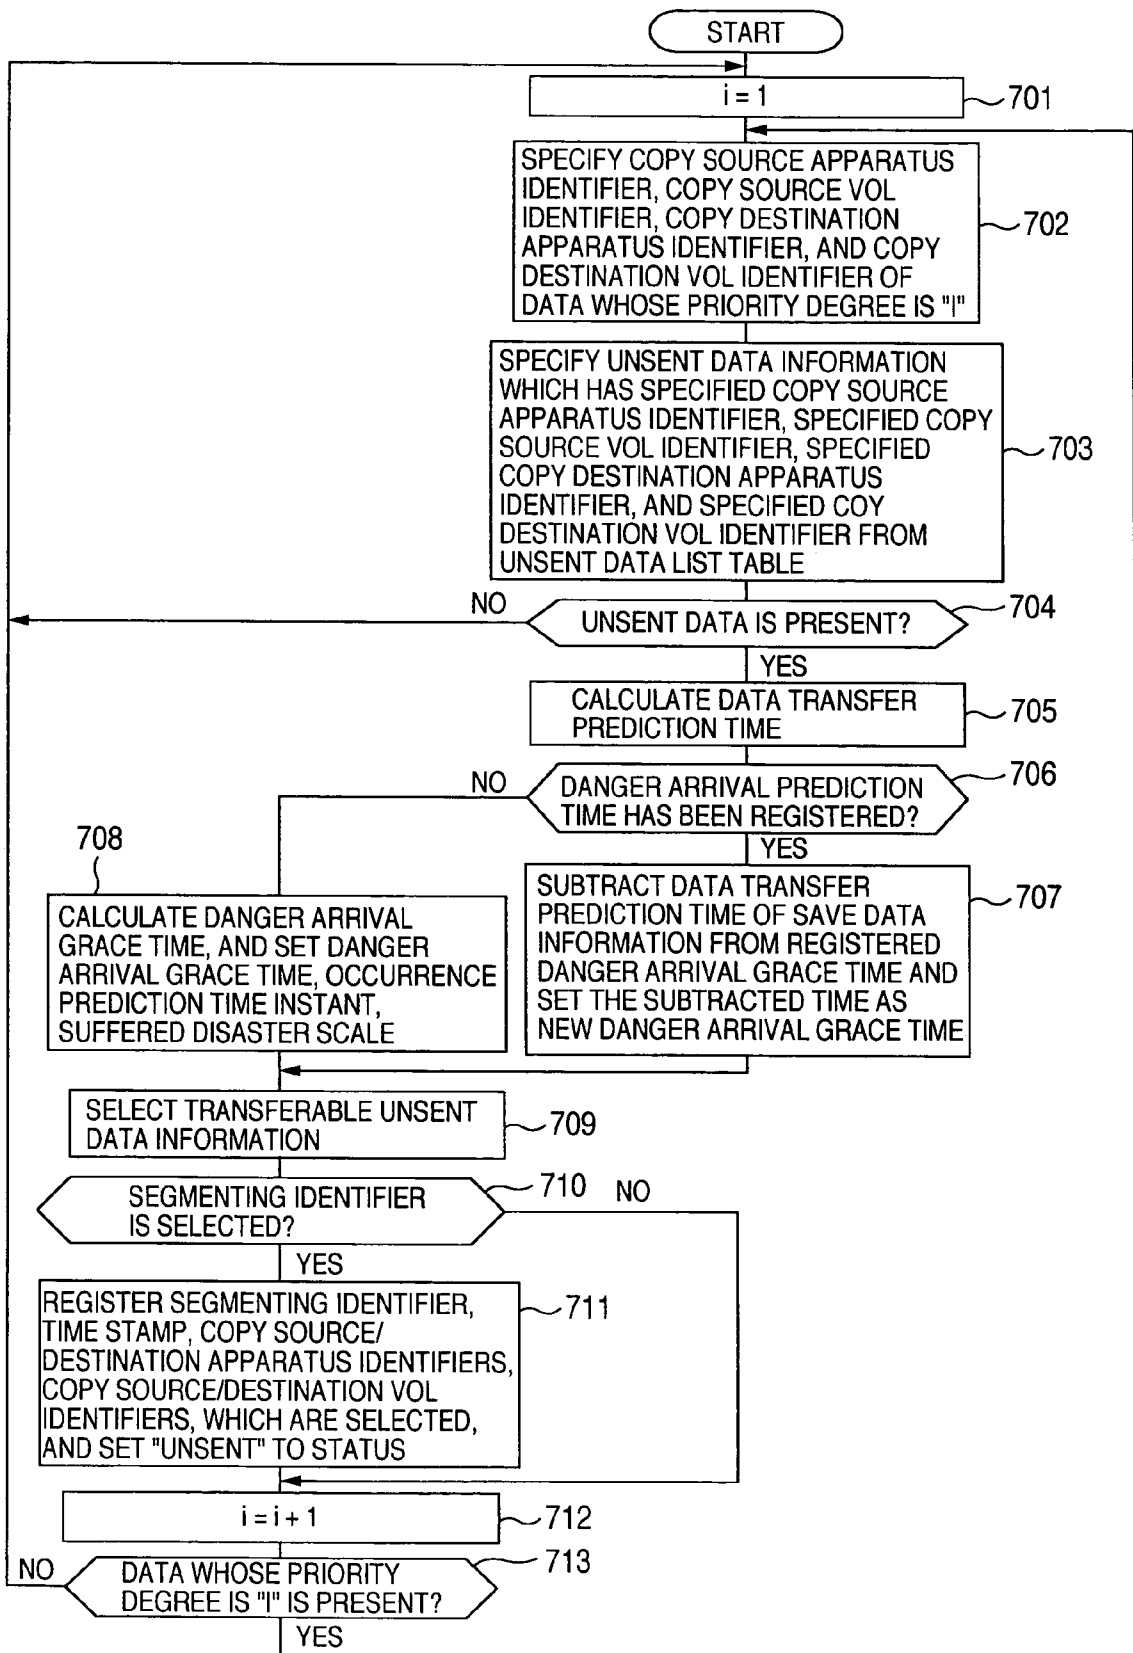 START
i = 1
701
SPECIFY COPY SOURCE APPARATUS
IDENTIFIER, COPY SOURCE VOL
IDENTIFIER, COPY DESTINATION
APPARATUS IDENTIFIER, AND COPY
DESTINATION VOL IDENTIFIER OF
DATA WHOSE PRIORITY DEGREE IS "I"
702
SPECIFY UNSENT DATA INFORMATION
WHICH HAS SPECIFIED COPY SOURCE
APPARATUS IDENTIFIER, SPECIFIED COPY
SOURCE VOL IDENTIFIER, SPECIFIED
COPY DESTINATION APPARATUS
IDENTIFIER, AND SPECIFIED COY
DESTINATION VOL IDENTIFIER FROM
UNSENT DATA LIST TABLE
703
NO
UNSENT DATA IS PRESENT?
704
YES
CALCULATE DATA TRANSFER
PREDICTION TIME
705
NO
DANGER ARRIVAL PREDICTION
TIME HAS BEEN REGISTERED?
706
YES
708
CALCULATE DANGER ARRIVAL
GRACE TIME, AND SET DANGER
ARRIVAL GRACE TIME, OCCURRENCE
PREDICTION TIME INSTANT,
SUFFERED DISASTER SCALE
SUBTRACT DATA TRANSFER
PREDICTION TIME OF SAVE DATA
INFORMATION FROM REGISTERED
DANGER ARRIVAL GRACE TIME AND
SET THE SUBTRACTED TIME AS
NEW DANGER ARRIVAL GRACE TIME
707
SELECT TRANSFERABLE UNSENT
DATA INFORMATION
709
SEGMENTING IDENTIFIER
IS SELECTED?
710
NO
YES
REGISTER SEGMENTING IDENTIFIER,
TIME STAMP, COPY SOURCE/
DESTINATION APPARATUS IDENTIFIERS,
COPY SOURCE/DESTINATION VOL
IDENTIFIERS, WHICH ARE SELECTED,
AND SET "UNSENT" TO STATUS
711
i = i + 1
712
NO
DATA WHOSE PRIORITY
DEGREE IS "I" IS PRESENT?
713
YES